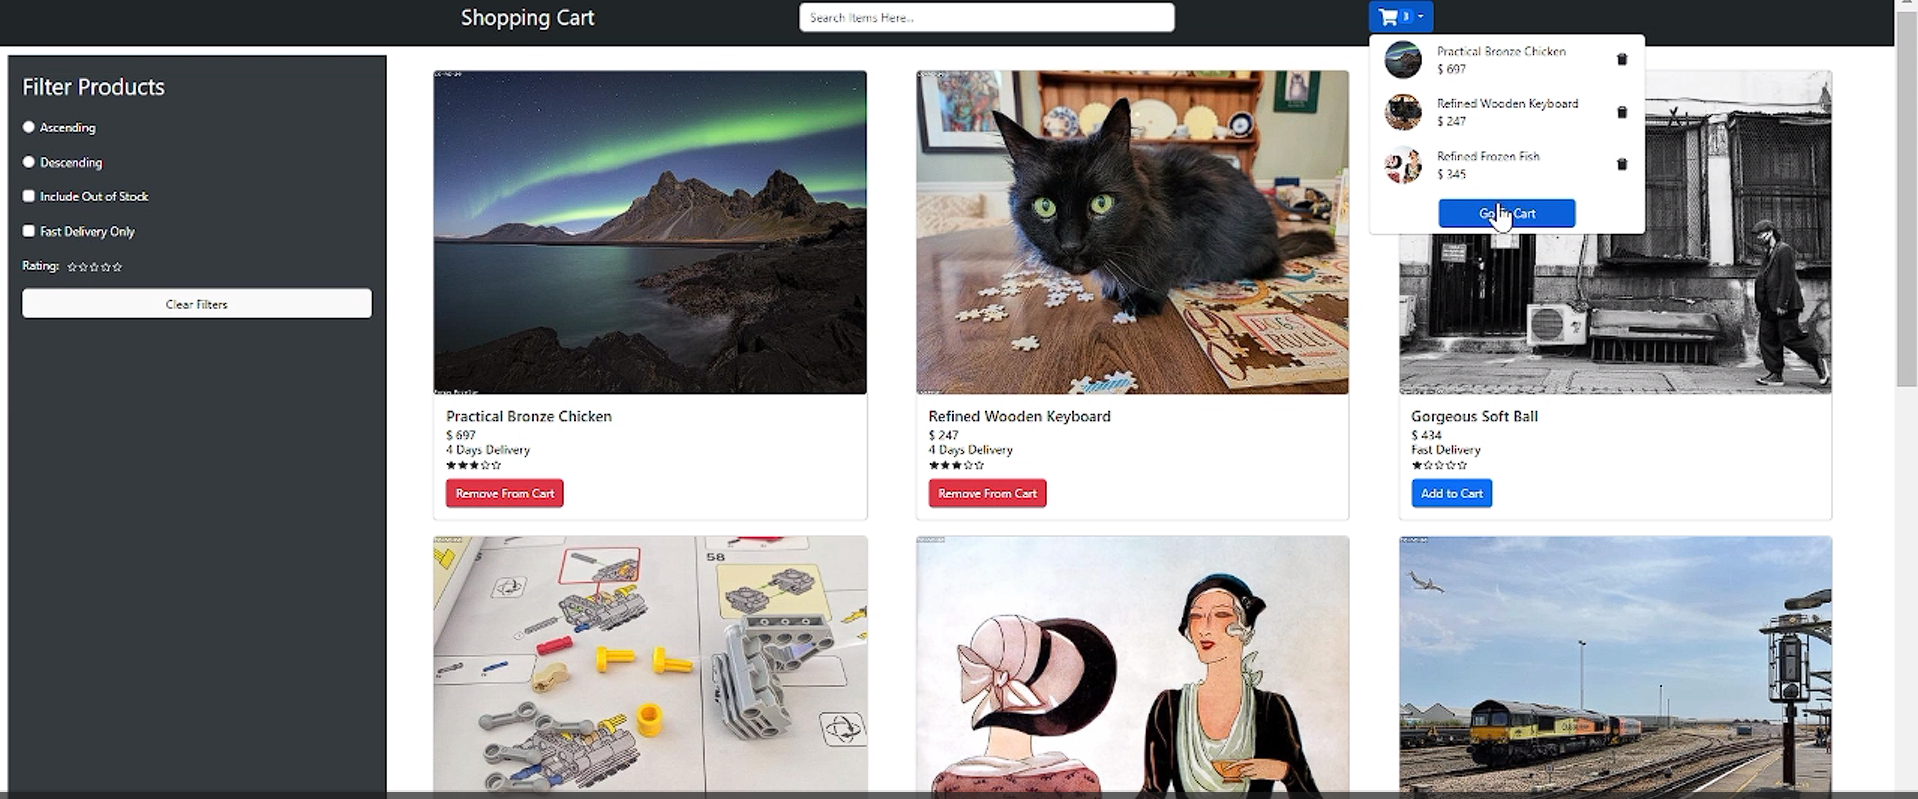 Shopping Cart
Search Items Here..
3
Practical Bronze Chicken
$ 697
Refined Wooden Keyboard
$ 247
Refined Frozen Fish
$ 345
Cart
Filter Products
Ascending
Descending
Include Out of Stock
Fast Delivery Only
Rating:
Clear Filters
Practical Bronze Chicken
$ 697
4 Days Delivery
Remove From Cart
Refined Wooden Keyboard
$ 247
4 Days Delivery
Remove From Cart
Gorgeous Soft Ball
$ 434
Fast Delivery
Add to Cart
DOGS
RULE!
58